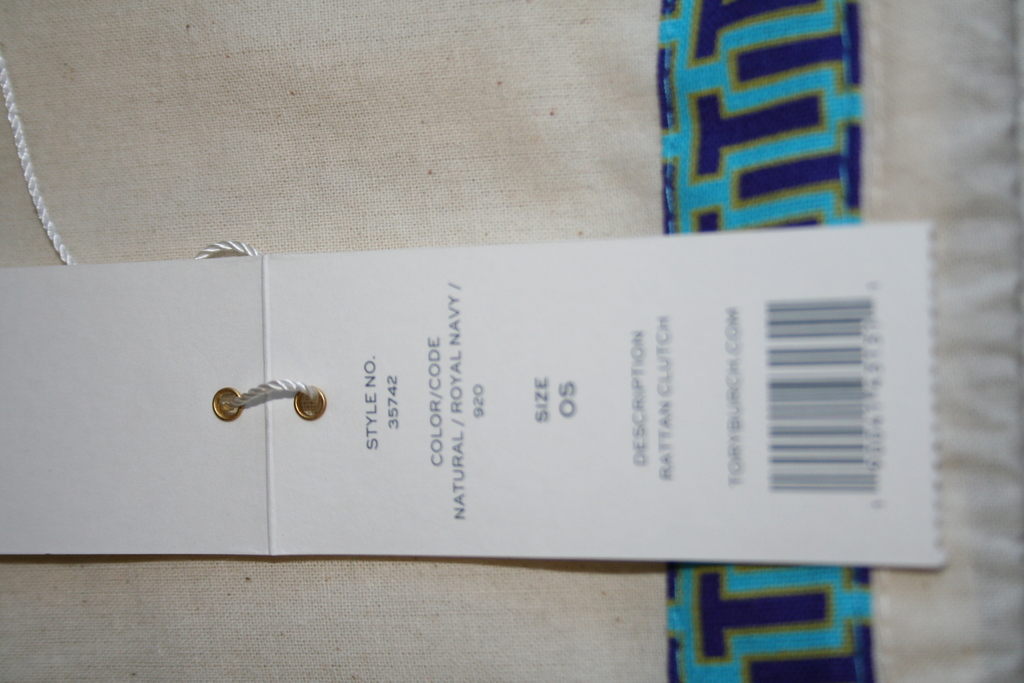 STYLE NO.
35742
COLOR/CODE
NATURAL / ROYAL NAVY /
920
SIZE
OS
DESCRIPTION
RATTAN CLUTCH
TORYBURCH.COM